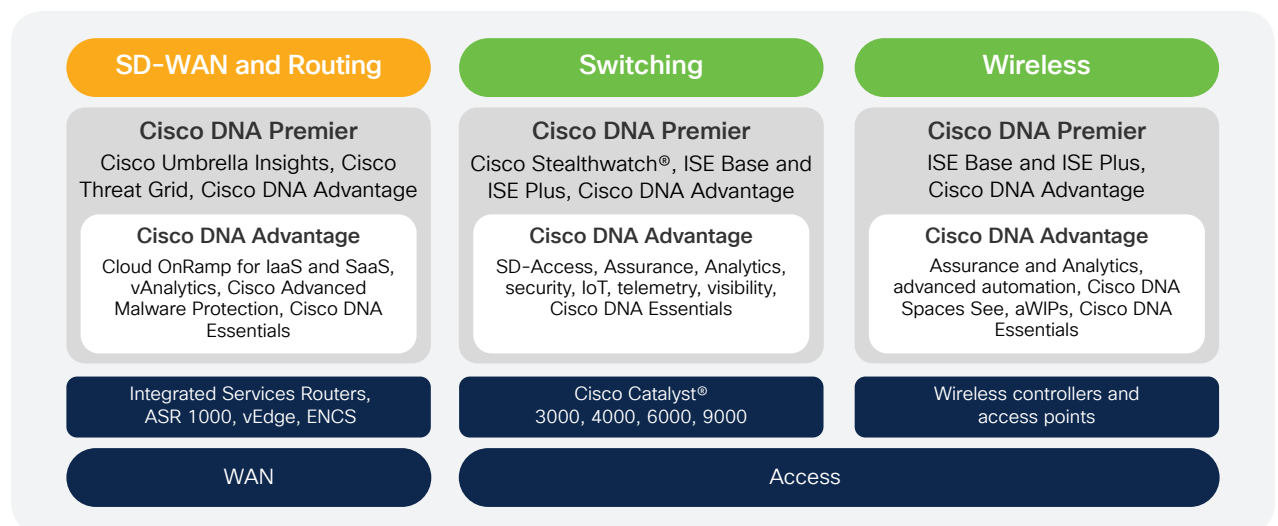 SD-WAN and Routing
Cisco DNA Premier
Cisco Umbrella Insights, Cisco
Threat Grid, Cisco DNA Advantage
Cisco DNA Advantage
Cloud OnRamp for IaaS and SaaS,
vAnalytics, Cisco Advanced
Malware Protection, Cisco DNA
Essentials
Integrated Services Routers,
ASR 1000, vEdge, ENCS
WAN
Switching
Cisco DNA Premier
Cisco Stealthwatch®, ISE Base and
ISE Plus, Cisco DNA Advantage
Cisco DNA Advantage
SD-Access, Assurance, Analytics,
security, IoT, telemetry, visibility,
Cisco DNA Essentials
Cisco Catalyst®
3000, 4000, 6000, 9000
Wireless
Cisco DNA Premier
ISE Base and ISE Plus,
Cisco DNA Advantage
Cisco DNA Advantage
Assurance and Analytics,
advanced automation, Cisco DNA
Spaces See, aWIPs, Cisco DNA
Essentials
Wireless controllers and
access points
Access